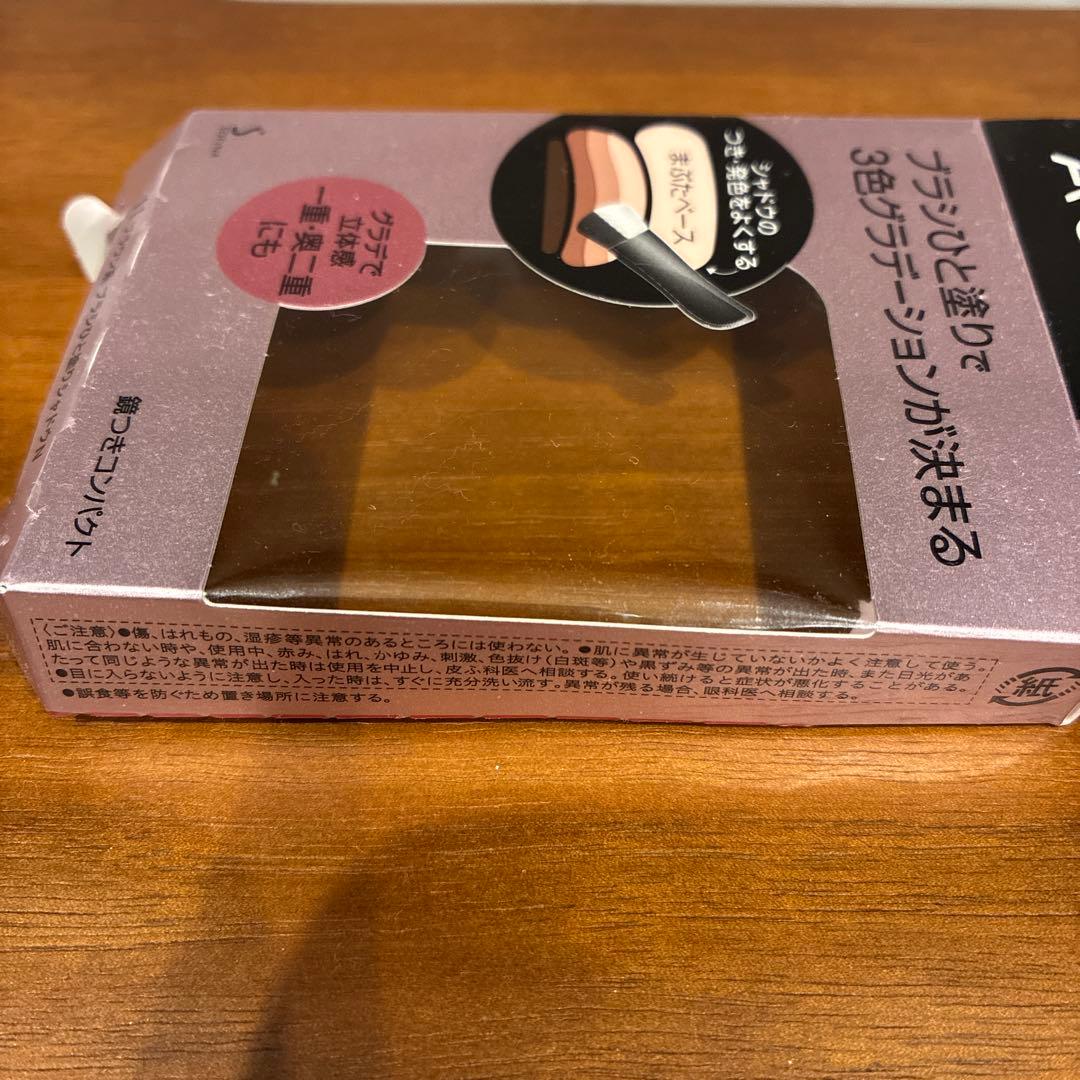 ブラシひと塗りで
3色グラデーションが決まる
シャドウの
つき・発色をよくする
まぶたベース
グラデで
立体感
一重・奥二重
にも
鏡つきコンパクト
〈ご注意〉●傷、はれもの、湿疹等異常のあるところには使わない。●肌に異常が生じていないかよく注意して使う。
肌に合わない時や、使用中、赤み、はれ、かゆみ、刺激、色抜け(白斑等)や黒ずみ等の異常が出た時、また日光があ
たって同じような異常が出た時は使用を中止し、皮ふ科医へ相談する。使い続けると症状が悪化することがある。
●目に入らないように注意し、入った時は、すぐに充分洗い流す。異常が残る場合、眼科医へ相談する。
●誤食等を防ぐため置き場所に注意する。
紙